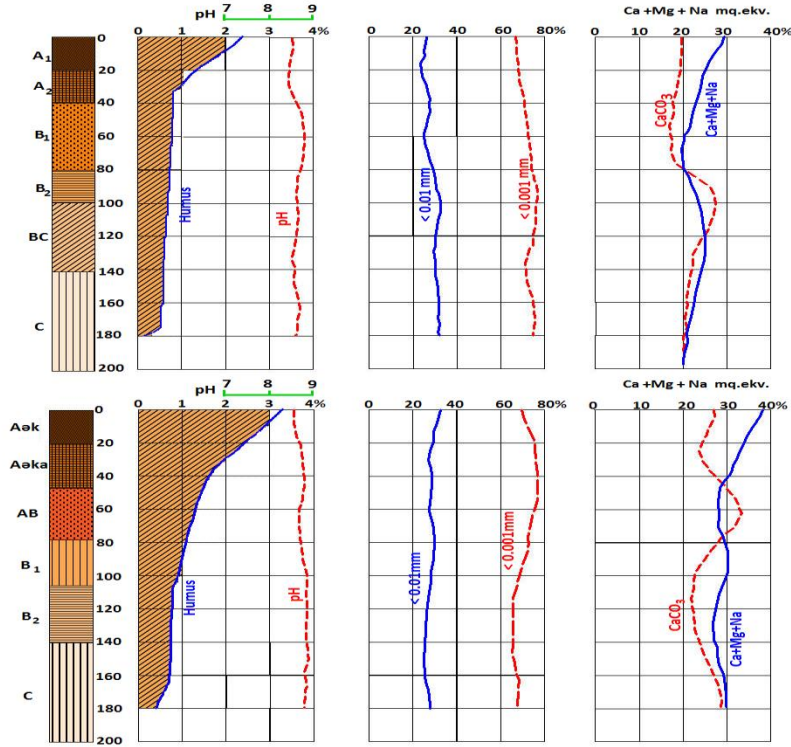 pH
7 8 9
0 1 2 3 4%
0 20 40 60 80%
Ca +Mg + Na mq.ekv.
0 10 20 30 40%
A1
A2
B1
B2
BC
C
0
20
40
60
80
100
120
140
160
180
200
Humus
pH
< 0.01 mm
< 0.001 mm
CaCO3
Ca+Mg+Na
pH
7 8 9
0 1 2 3 4%
0 20 40 60 80%
Ca +Mg + Na mq.ekv.
0 10 20 30 40%
Aək
Aəka
AB
B1
B2
C
0
20
40
60
80
100
120
140
160
180
200
Humus
pH
< 0.01mm
< 0.001mm
CaCO3
Ca+Mg+Na